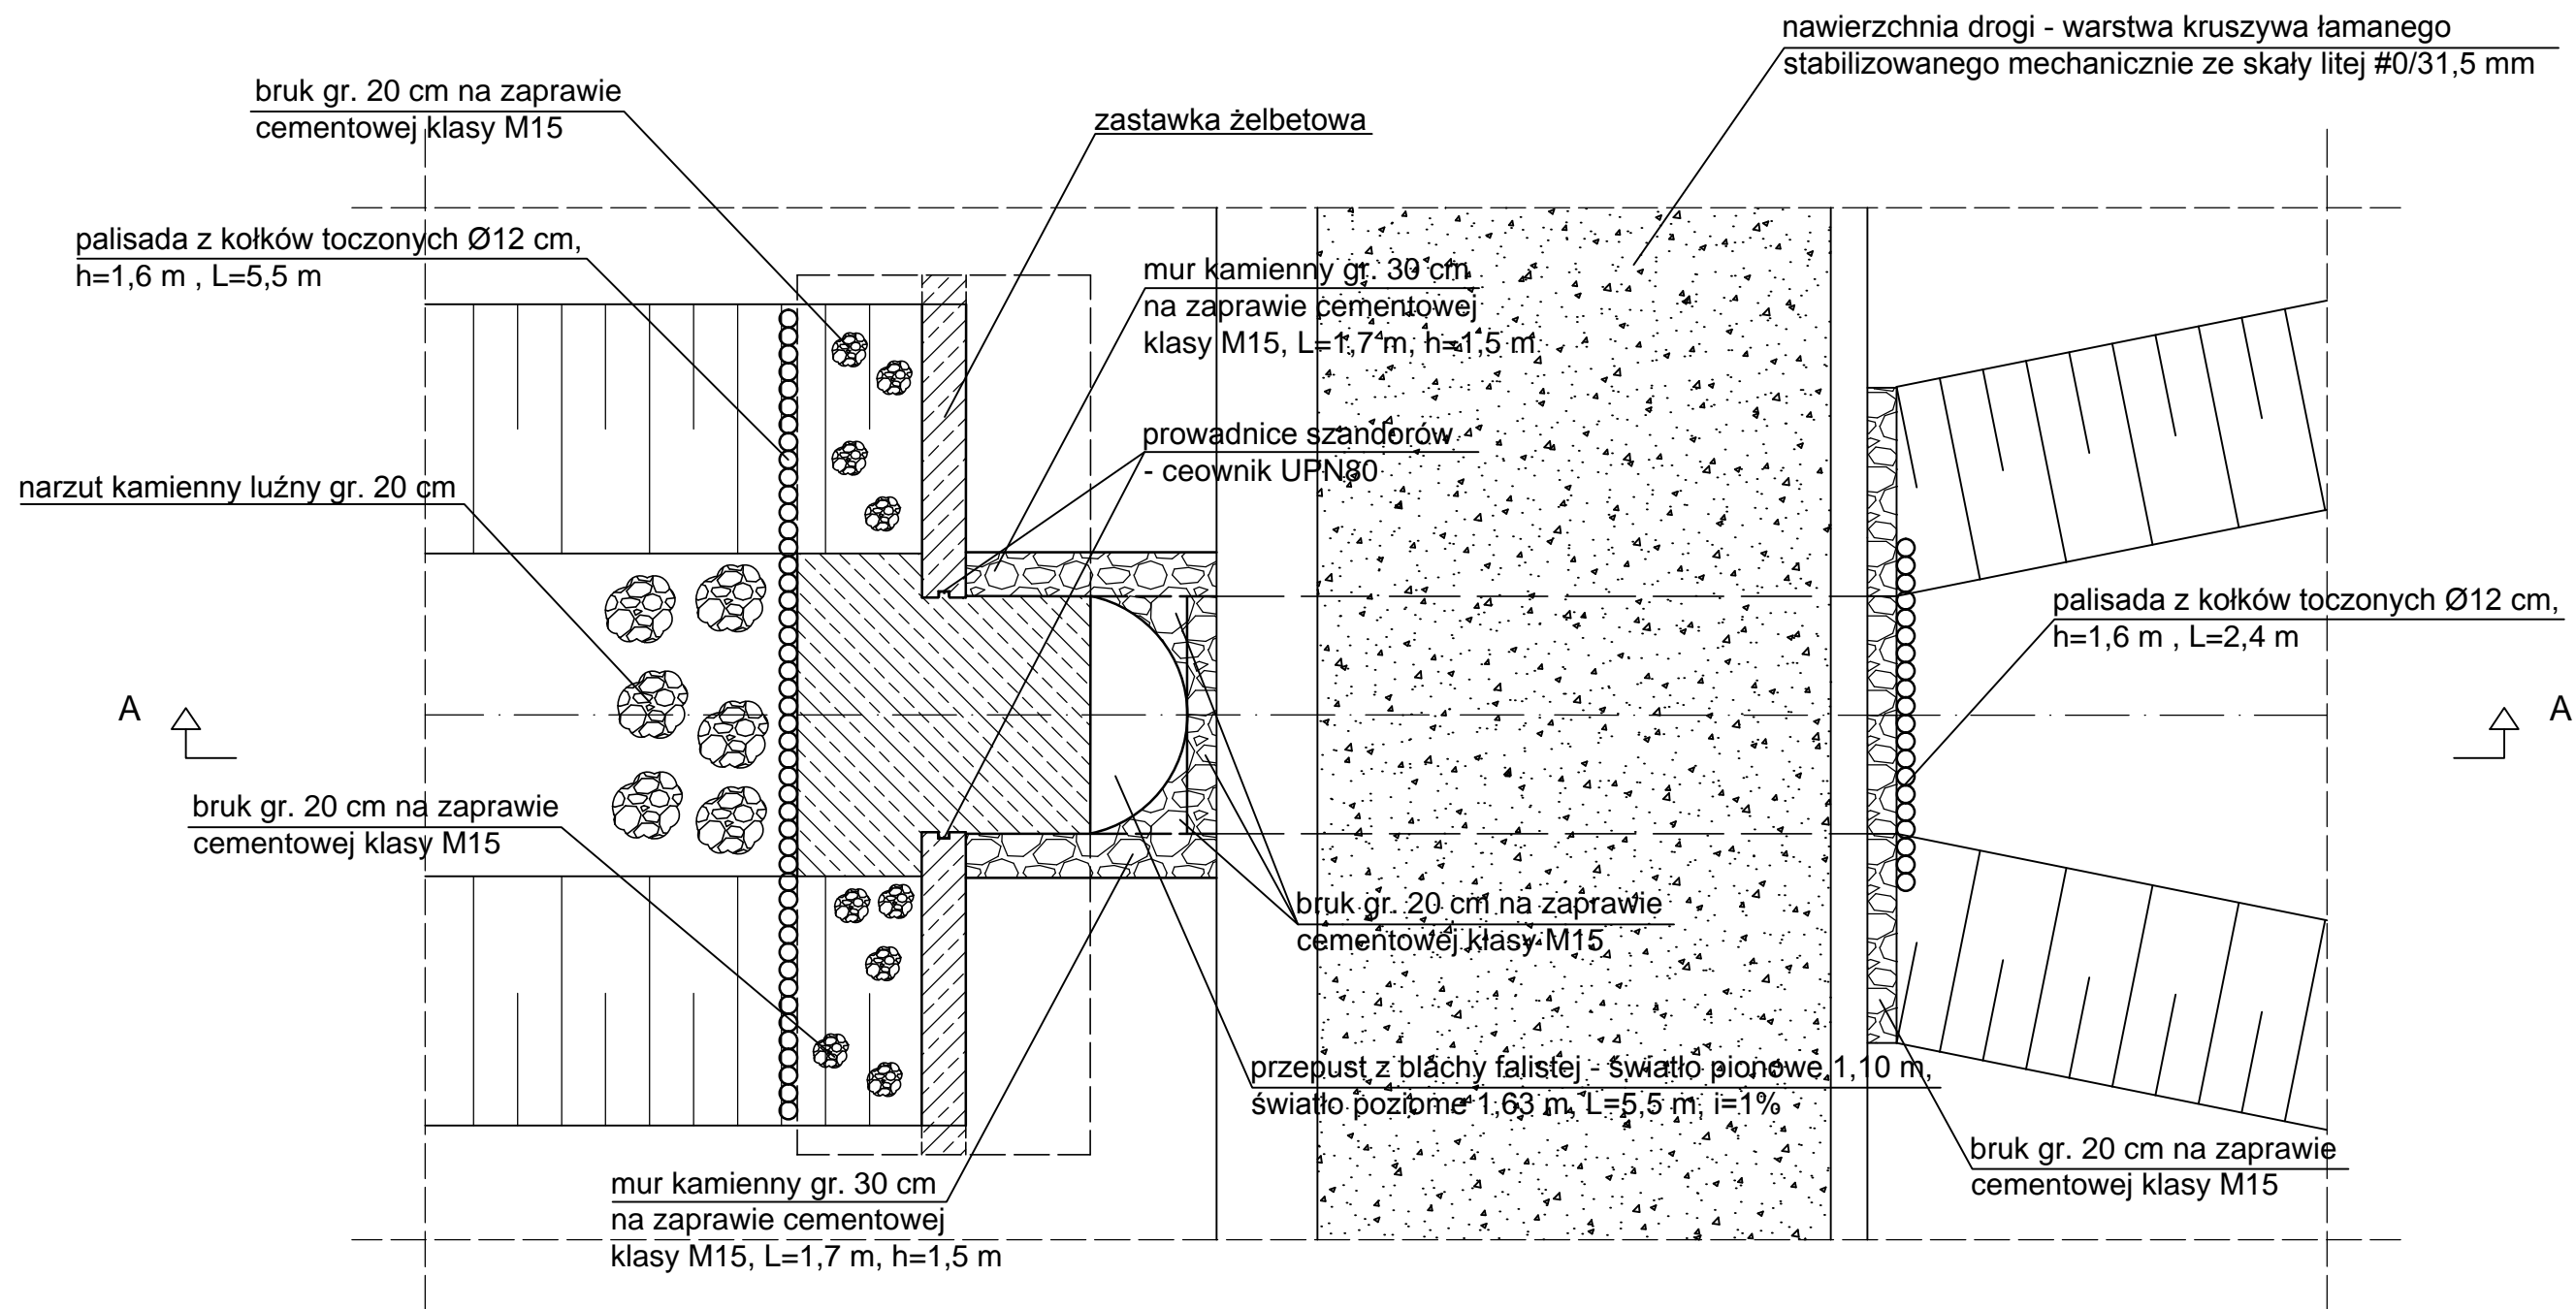 nawierzchnia drogi - warstwa kruszywa łamanego
stabilizowanego mechanicznie ze skały litej #0/31,5 mm
bruk gr. 20 cm na zaprawie
cementowej klasy M15
zastawka żelbetowa
palisada z kołków toczonych Ø12 cm,
h=1,6 m , L=5,5 m
mur kamienny gr. 30 cm
na zaprawie cementowej
klasy M15, L=1,7 m, h=1,5 m
prowadnice szandorów
- ceownik UPN80
narzut kamienny luźny gr. 20 cm
palisada z kołków toczonych Ø12 cm,
h=1,6 m , L=2,4 m
A
A
bruk gr. 20 cm na zaprawie
cementowej klasy M15
bruk gr. 20 cm na zaprawie
cementowej klasy M15
przepust z blachy falistej - światło pionowe 1,10 m,
światło poziome 1,63 m, L=5,5 m, i=1%
bruk gr. 20 cm na zaprawie
cementowej klasy M15
mur kamienny gr. 30 cm
na zaprawie cementowej
klasy M15, L=1,7 m, h=1,5 m